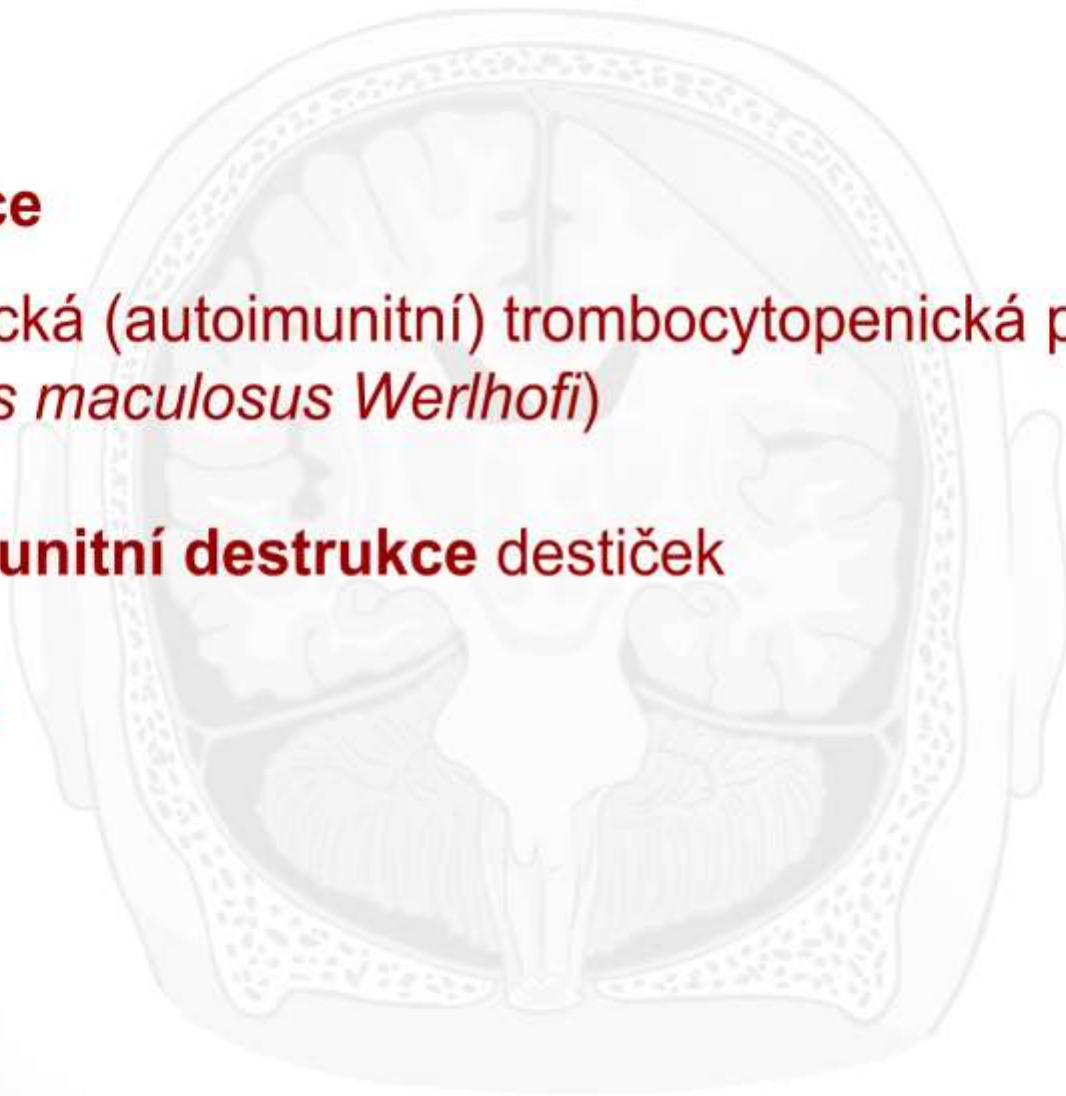 ce
cká (autoimunitní) trombocytopenická p
s maculosus Werlhofi)
unitní destrukce destiček